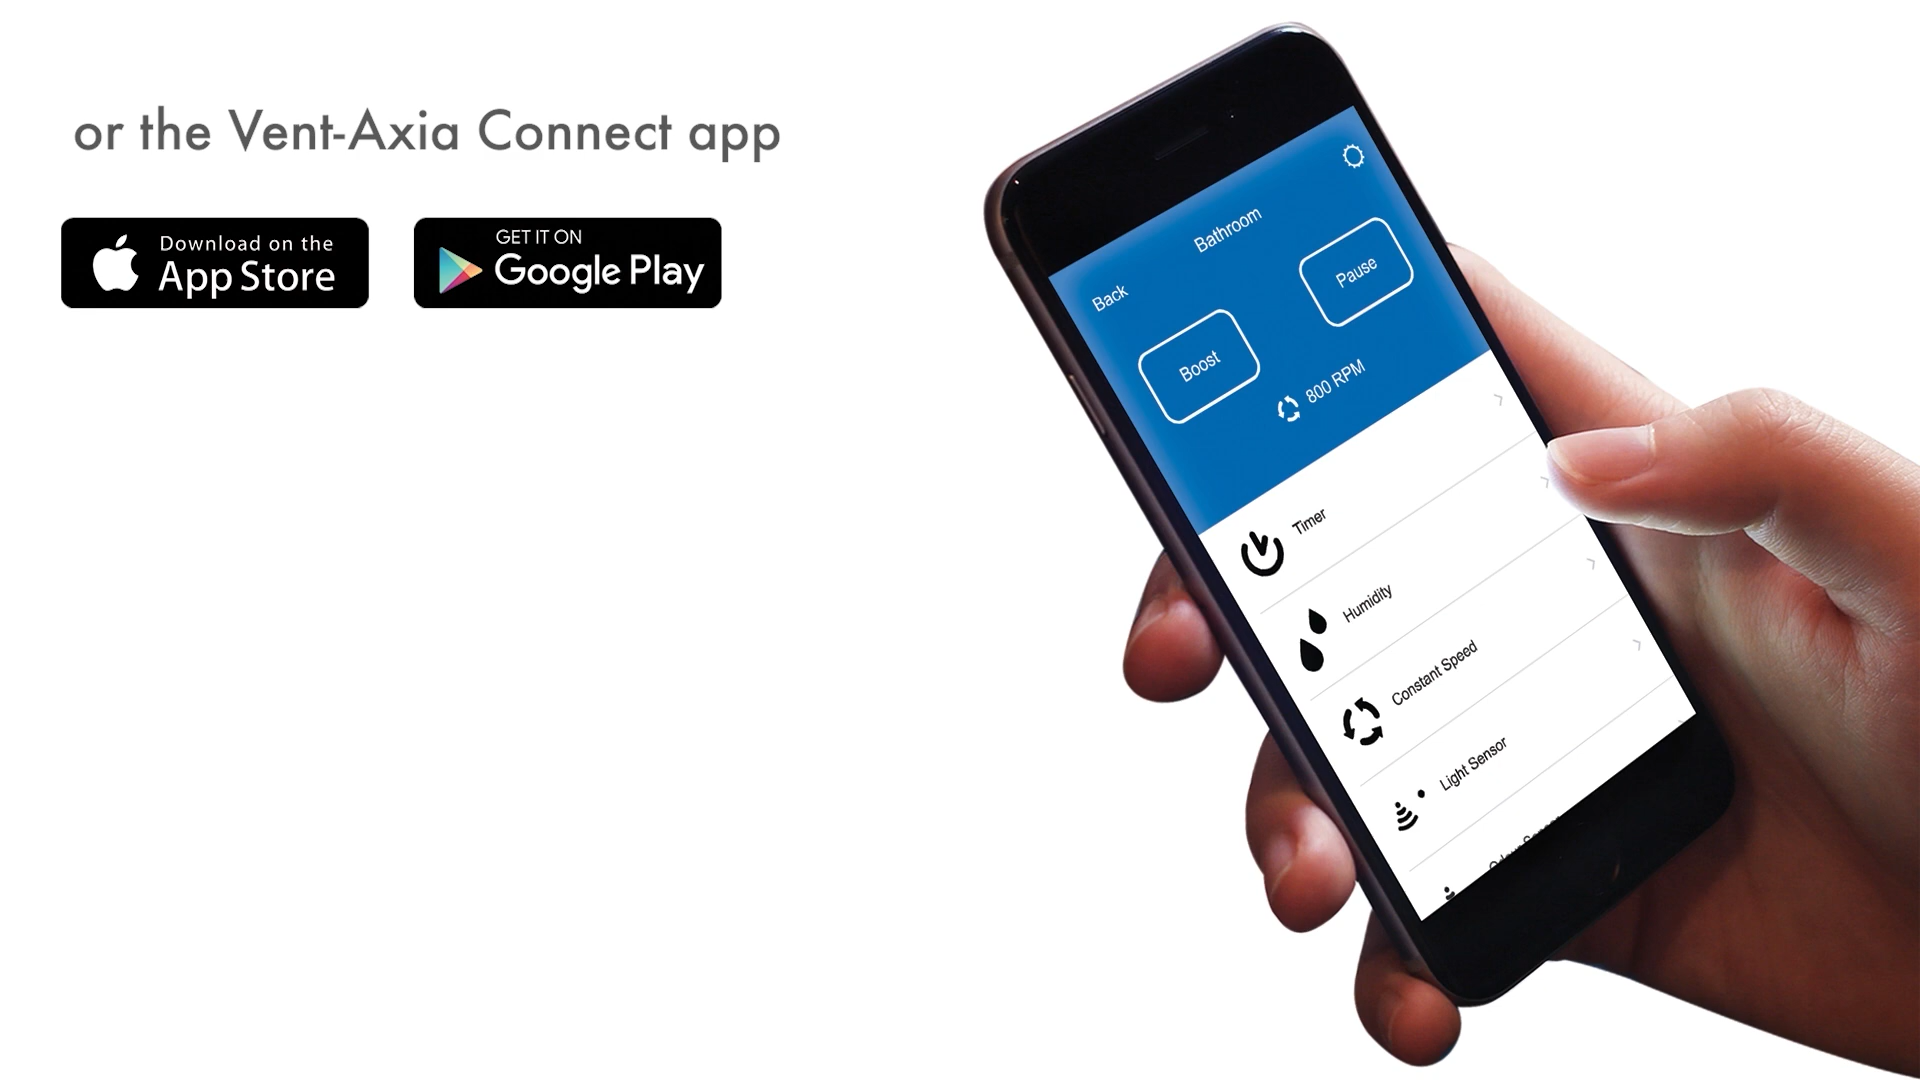 or the Vent-Axia Connect app
Download on the
App Store
GET IT ON
Google Play
Bathroom
Back
Pause
Boost
800 RPM
Timer
Humidity
Constant Speed
Light Sensor